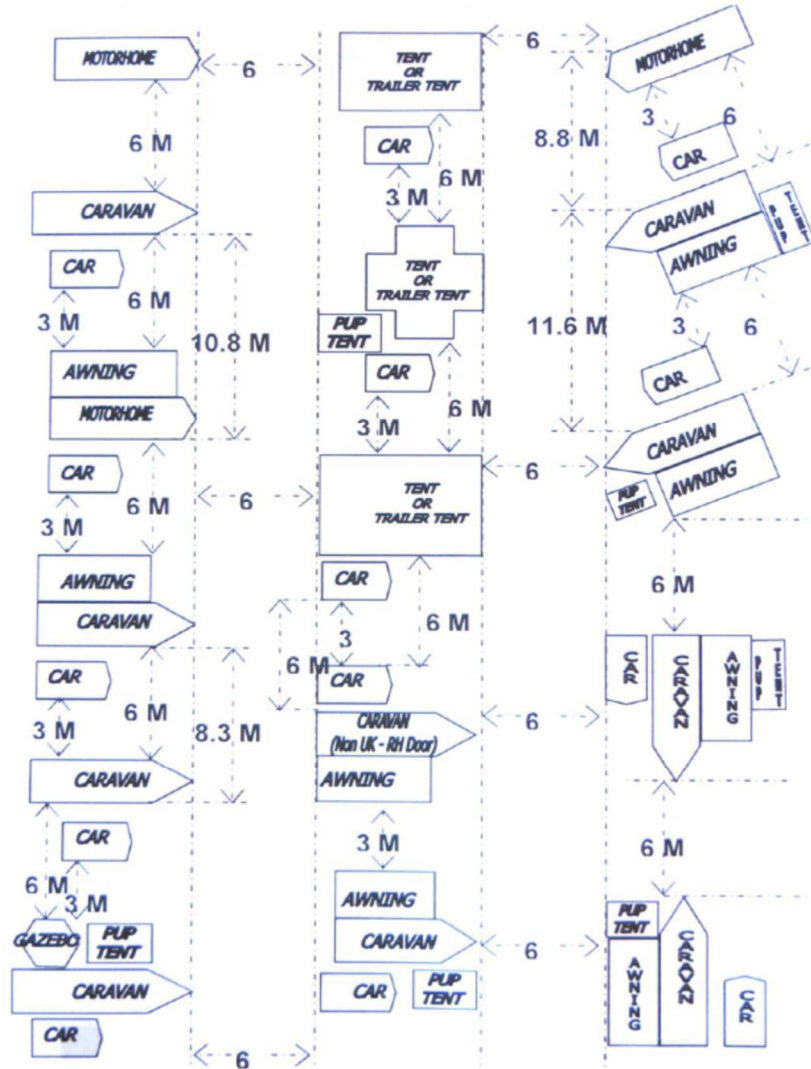 MOTORHOME
6
TENT
OR
TRAILER TENT
6
MOTORHOME
6 M
CAR
3 M
6 M
8.8 M
3
6
CAR
CARAVAN
CAR
3 M
6 M
10.8 M
TENT
OR
TRAILER TENT
CARAVAN
PUP
TENT
AWNING
AWNING
MOTORHOME
PUP
TENT
CAR
11.6 M
3
6
CAR
CAR
3 M
6 M
6
3 M
6 M
TENT
OR
TRAILER TENT
6
CARAVAN
AWNING
PUP
TENT
AWNING
CARAVAN
CAR
6 M
3
6 M
6 M
CAR
3 M
6 M
8.3 M
CAR
CARAVAN
(Non UK - RH Door)
AWNING
6
CAR
CARAVAN
AWNING
PUP
TENT
CARAVAN
CAR
6 M
3 M
3 M
6 M
GAZEBO
PUP
TENT
CARAVAN
CAR
AWNING
CARAVAN
CAR
PUP
TENT
6
PUP
TENT
AWNING
CARAVAN
CAR
6